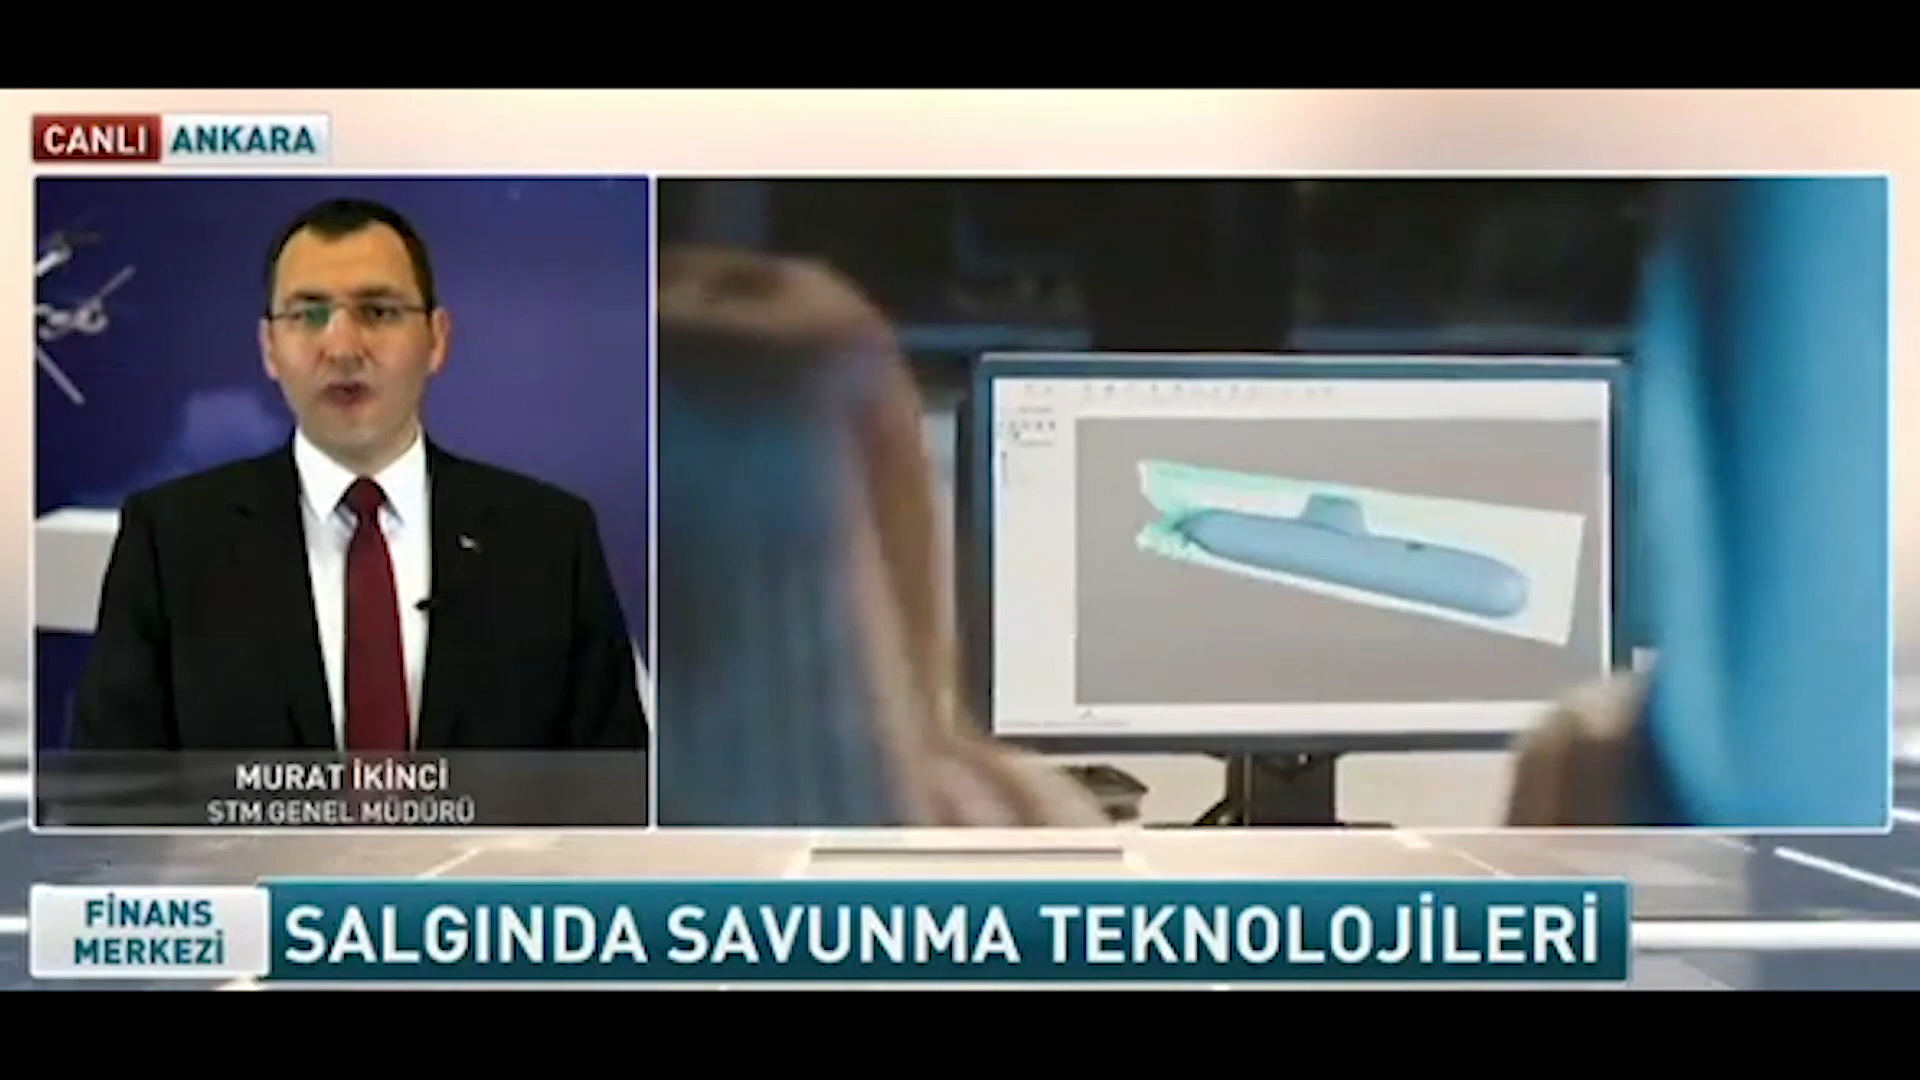 CANLI ANKARA
MURAT İKİNCİ
STM GENEL MÜDÜRÜ
FİNANS
MERKEZİ
SALGINDA SAVUNMA TEKNOLOJİLERİ